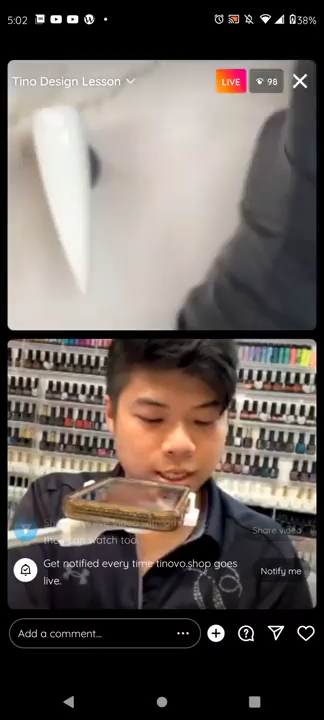 5:02
38%
Tino Design Lesson
LIVE
98
they can watch too.
Share video
Get notified every time tinovo.shop goes
live.
Notify me
Add a comment...